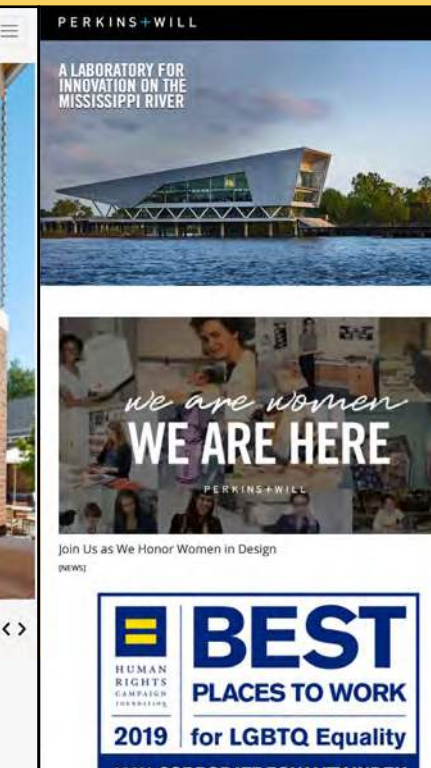 PERKINS+WILL
A LABORATORY FOR
INNOVATION ON THE
MISSISSIPPI RIVER
we are women
WE ARE HERE
PERKINS+WILL
Join Us as We Honor Women in Design
[NEWS]
HUMAN
RIGHTS
CAMPAIGN
FOUNDATION
BEST
PLACES TO WORK
2019
for LGBTQ Equality